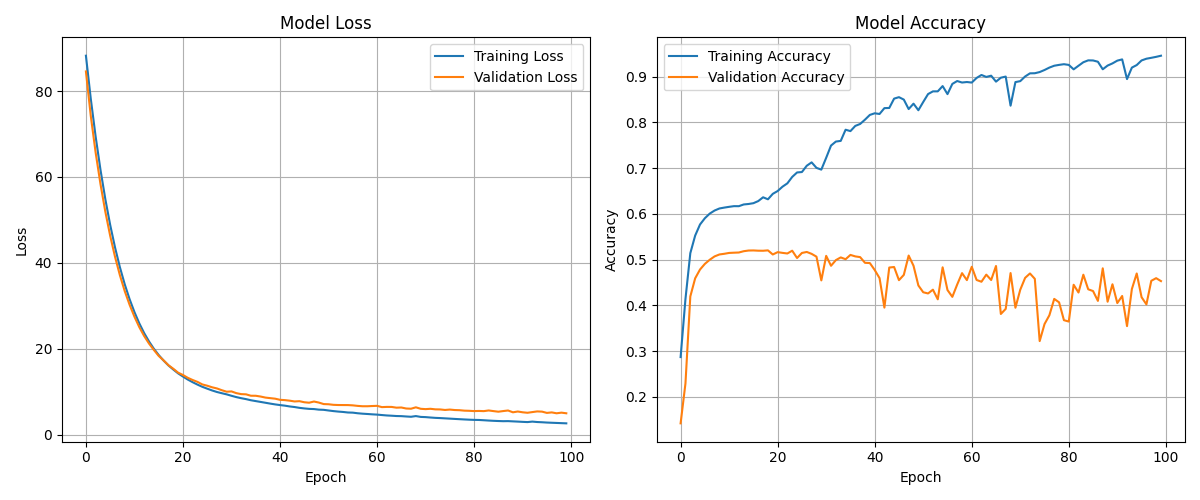 Model Loss
Training Loss
Validation Loss
Loss
80
60
40
20
0
0 20 40 60 80 100
Epoch
Model Accuracy
Training Accuracy
Validation Accuracy
Accuracy
0.9
0.8
0.7
0.6
0.5
0.4
0.3
0.2
0 20 40 60 80 100
Epoch